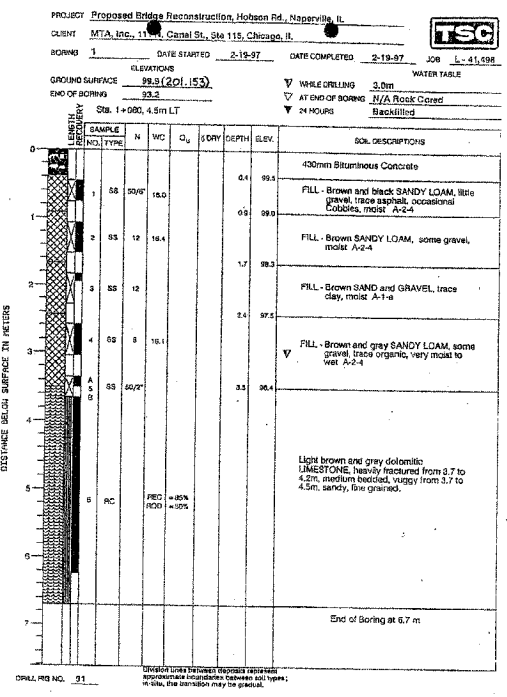 PROJECT Proposed Bridge Reconstruction, Hobson Rd., Naperville, IL
CLIENT MTA, Inc., Canal St., Ste 115, Chicago, IL
TSC
BORING 1 DATE STARTED 2-19-97 DATE COMPLETED 2-19-97 JOB L-41,498
ELEVATIONS
WATER TABLE
GROUND SURFACE 99.9 (201.153)
WHILE DRILLING 3.0m
END OF BORING 93.2
AT END OF BORING N/A Rock Cored
24 HOURS Backfilled
Sta. 1+080, 4.5m LT
LENGTH RECOVERY
SAMPLE NO. TYPE N WC Qu δ DRY DEPTH ELEV. SOIL DESCRIPTIONS
0
430mm Bituminous Concrete
0.4 99.5
1 SS 50/6" 15.0
FILL - Brown and black SANDY LOAM, little
gravel, trace asphalt, occasional
Cobbles, moist A-2-4
0.9 99.0
1
2 SS 12 16.4
FILL - Brown SANDY LOAM, some gravel,
moist A-2-4
1.7 98.3
2
3 SS 12
FILL - Brown SAND and GRAVEL, trace
clay, moist A-1-a
2.4 97.5
4 SS 6
FILL - Brown and gray SANDY LOAM, some
gravel, trace organic, very moist to
wet A-2-4
3
A
5 SS 50/2"
B
3.5 96.4
Light brown and grey dolomitic
LIMESTONE, heavily fractured from 3.7 to
4.2m, medium bedded, vuggy from 3.7 to
4.5m, sandy, fine grained.
5
6 RC REC = 85%
RQD = 50%
6
End of Boring at 6.7 m
7
DISTANCE BELOW SURFACE IN METERS
DRILL RIG NO. 91
Division lines between deposits represent
approximate boundaries between soil types;
in-situ, the transition may be gradual.